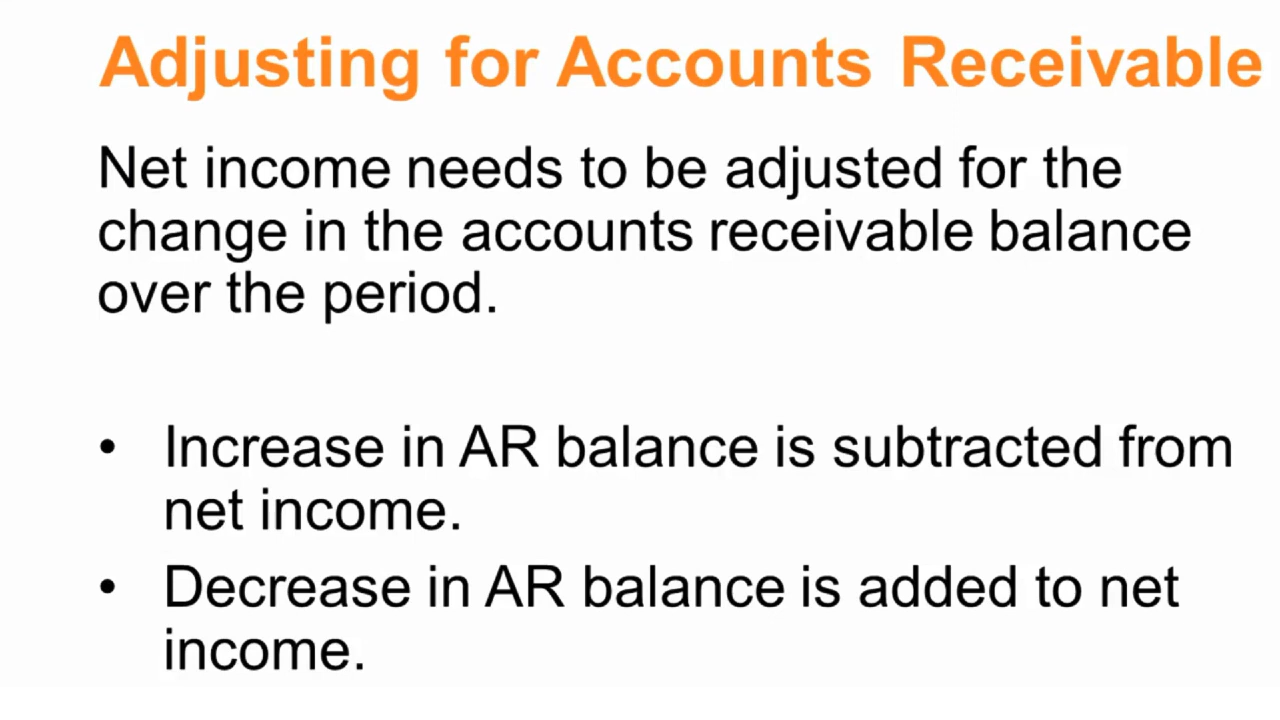 Adjusting for Accounts Receivable
Net income needs to be adjusted for the
change in the accounts receivable balance
over the period.
• Increase in AR balance is subtracted from
net income.
• Decrease in AR balance is added to net
income.